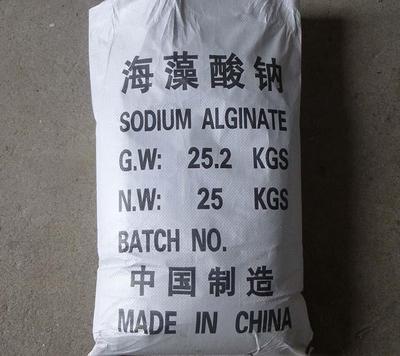 海藻酸钠
SODIUM ALGINATE
G.W: 25.2 KGS
N.W: 25 KGS
BATCH NO.
中国制造
MADE IN CHINA